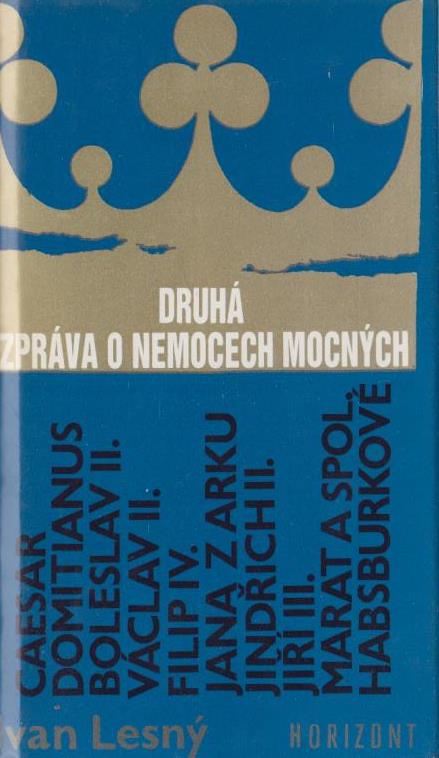 DRUHÁ
ZPRÁVA O NEMOCECH MOCNÝCH
CAESAR
DOMITIANUS
BOLESLAV II.
VÁCLAV II.
FILIP IV.
JANA Z ARKU
JINDŘICH II.
JIŘÍ III.
MARAT A SPOL.
HABSBURKOVÉ
van Lesný
HORIZONT